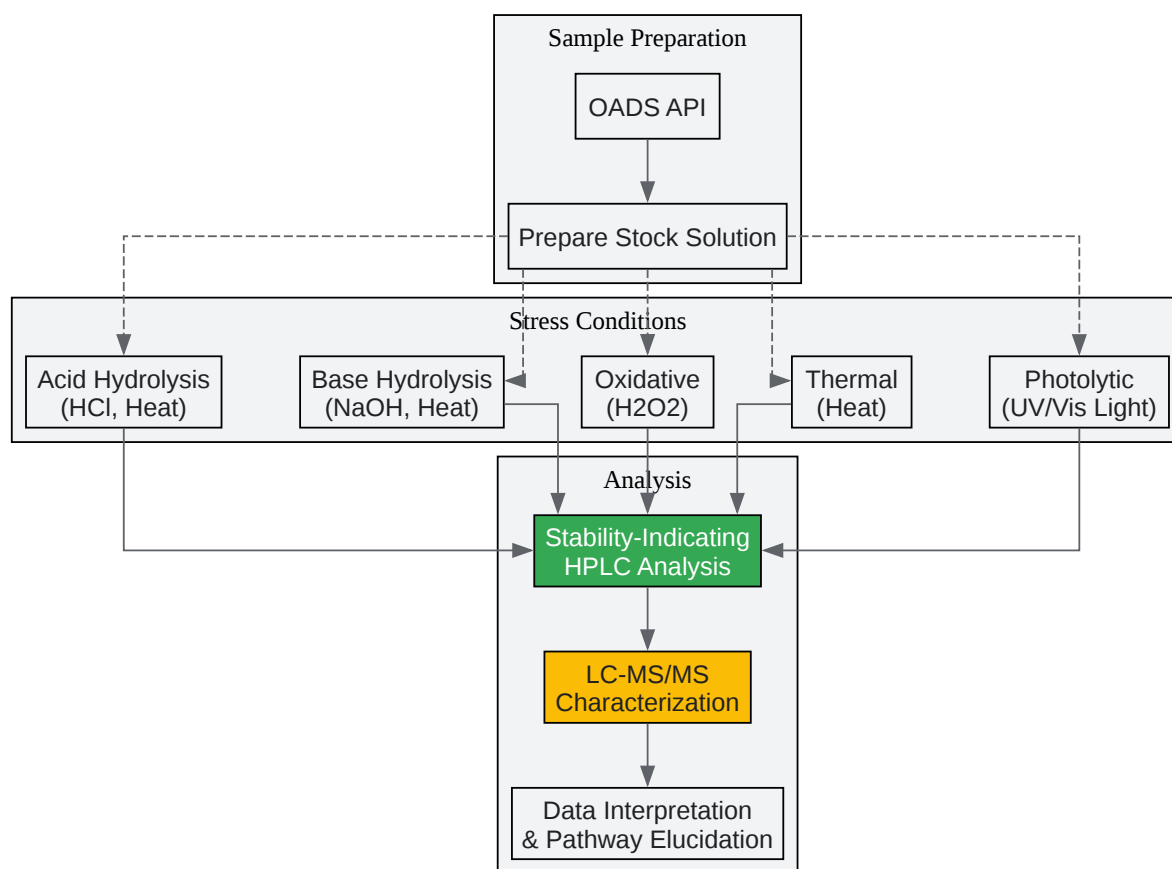 Sample Preparation
OADS API
Prepare Stock Solution
Stress Conditions
Acid Hydrolysis
(HCl, Heat)
Base Hydrolysis
(NaOH, Heat)
Oxidative
(H2O2)
Thermal
(Heat)
Photolytic
(UV/Vis Light)
Analysis
Stability-Indicating
HPLC Analysis
LC-MS/MS
Characterization
Data Interpretation
& Pathway Elucidation